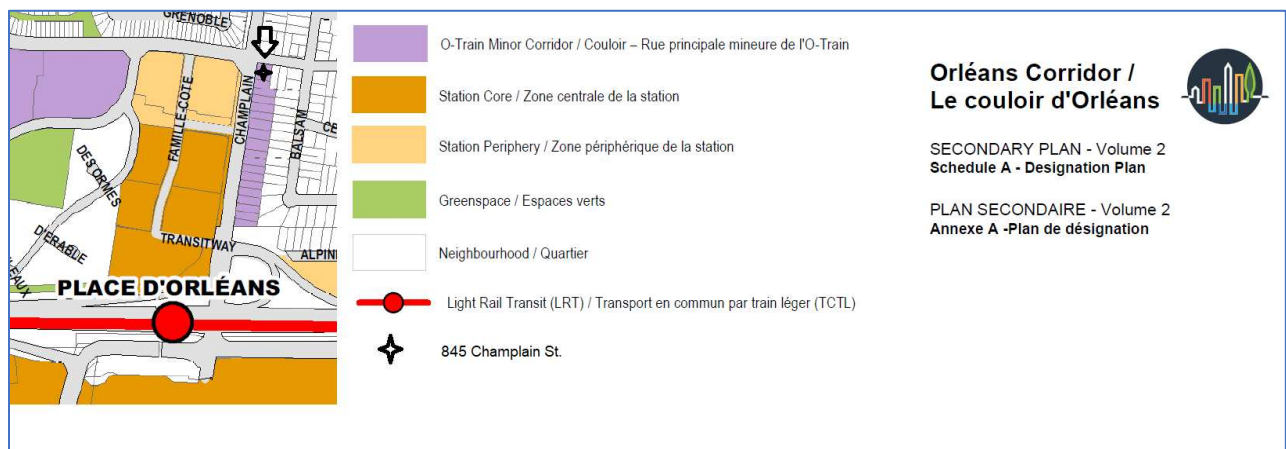 GRENOBLE
FAMILLE-COTE
CHAMPLAIN
BALSAM
DES ORMES
D'ERABLE
TRANSITWAY
PLACE D'ORLÉANS
O-Train Minor Corridor / Couloir – Rue principale mineure de l'O-Train
Station Core / Zone centrale de la station
Station Periphery / Zone périphérique de la station
Greenspace / Espaces verts
Neighbourhood / Quartier
Light Rail Transit (LRT) / Transport en commun par train léger (TCTL)
845 Champlain St.
Orléans Corridor /
Le couloir d'Orléans
SECONDARY PLAN - Volume 2
Schedule A - Designation Plan
PLAN SECONDAIRE - Volume 2
Annexe A -Plan de désignation